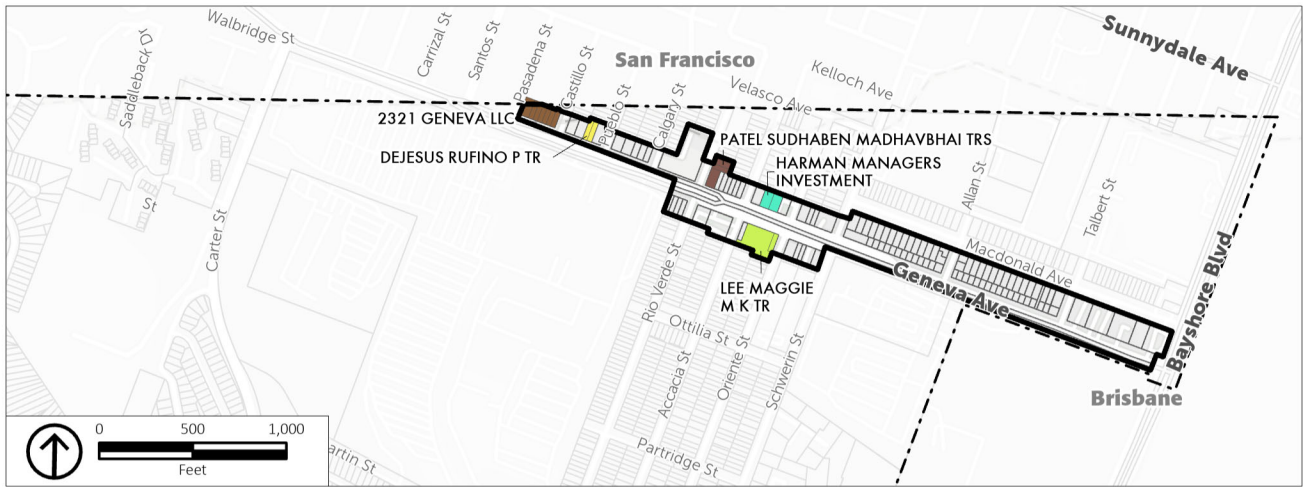 Walbridge St
Saddleback Dr
Carrizal St
Santos St
Pasadena St
Castillo St
Pueblo St
Calgary St
San Francisco
Velasco Ave
Kelloch Ave
Sunnydale Ave
2321 GENEVA LLC
DEJESUS RUFINO P TR
PATEL SUDHABEN MADHAVBHAI TRS
HARMAN MANAGERS
INVESTMENT
Allan St
Talbert St
St
Carter St
Macdonald Ave
Geneva Ave
Bayshore Blvd
LEE MAGGIE
M K TR
Rio Verde St
Ottilia St
Accacia St
Oriente St
Schwerin St
Brisbane
Partridge St
artin St
0 500 1,000
Feet